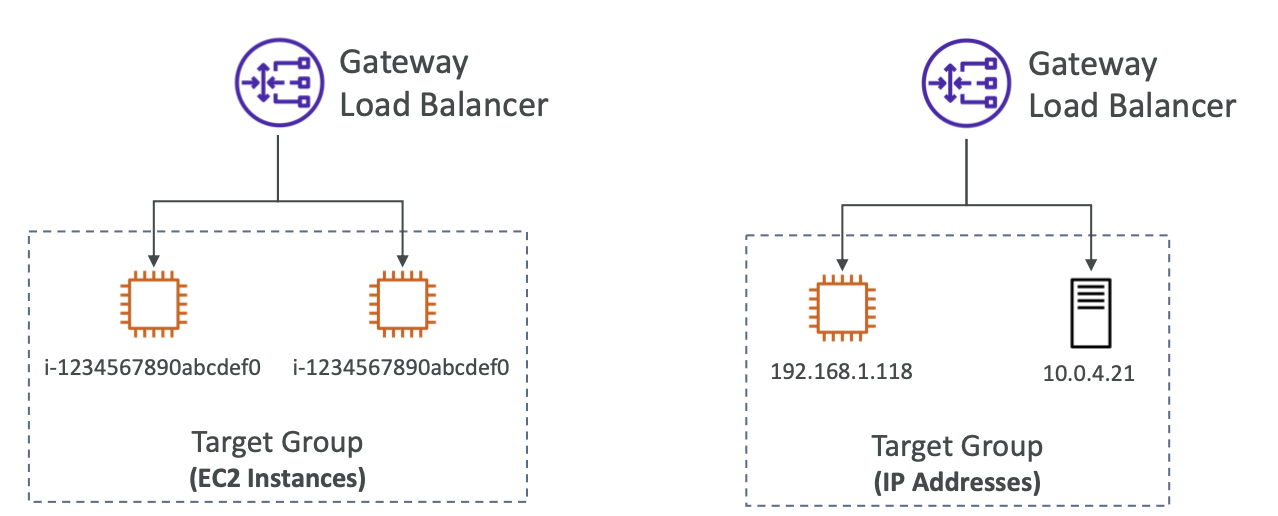 Gateway
Load Balancer
i-1234567890abcdef0
i-1234567890abcdef0
Target Group
(EC2 Instances)
Gateway
Load Balancer
192.168.1.118
10.0.4.21
Target Group
(IP Addresses)